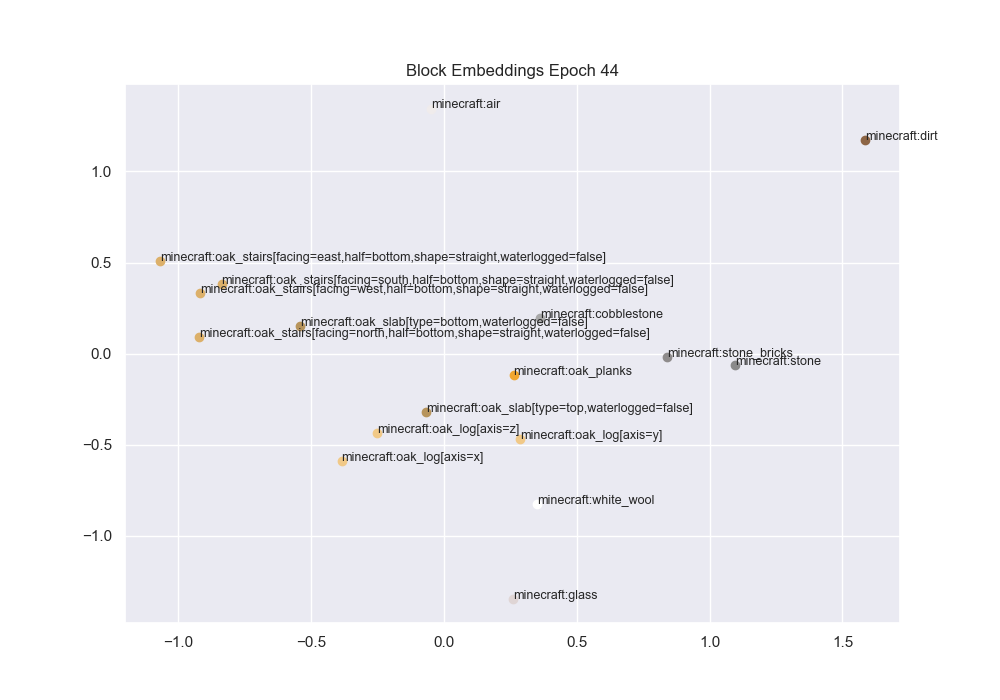 Block Embeddings Epoch 44
minecraft:air
minecraft:dirt
1.0
minecraft:oak_stairs[facing=east,half=bottom,shape=straight,waterlogged=false]
0.5
minecraft:oak_stairs[facing=south,half=bottom,shape=straight,waterlogged=false]
minecraft:oak_stairs[facing=west,half=bottom,shape=straight,waterlogged=false]
minecraft:cobblestone
minecraft:oak_slab[type=bottom,waterlogged=false]
minecraft:oak_stairs[facing=north,half=bottom,shape=straight,waterlogged=false]
0.0
minecraft:stone_bricks
minecraft:stone
minecraft:oak_planks
minecraft:oak_slab[type=top,waterlogged=false]
minecraft:oak_log[axis=z]
minecraft:oak_log[axis=y]
−0.5
minecraft:oak_log[axis=x]
minecraft:white_wool
−1.0
minecraft:glass
−1.0 −0.5 0.0 0.5 1.0 1.5